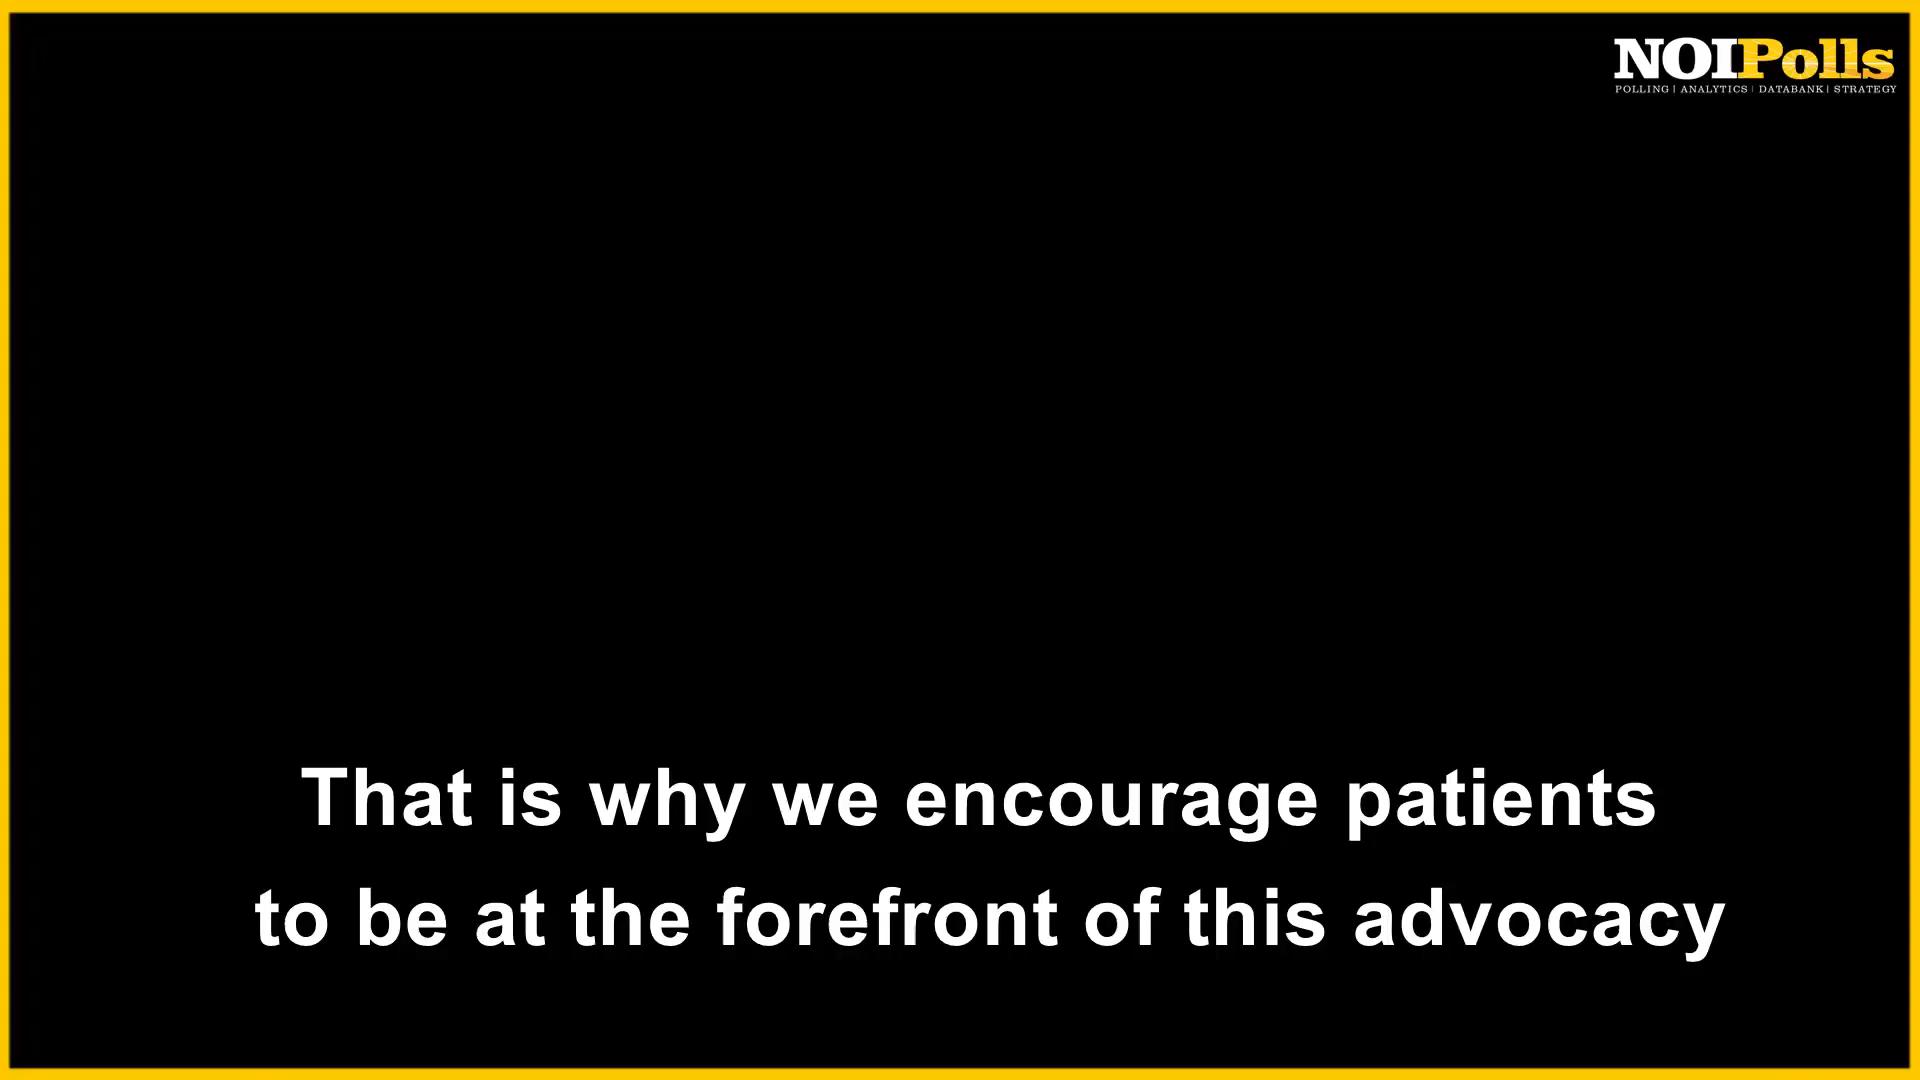 NOIPolls
POLLING | ANALYTICS | DATABANK | STRATEGY
That is why we encourage patients
to be at the forefront of this advocacy